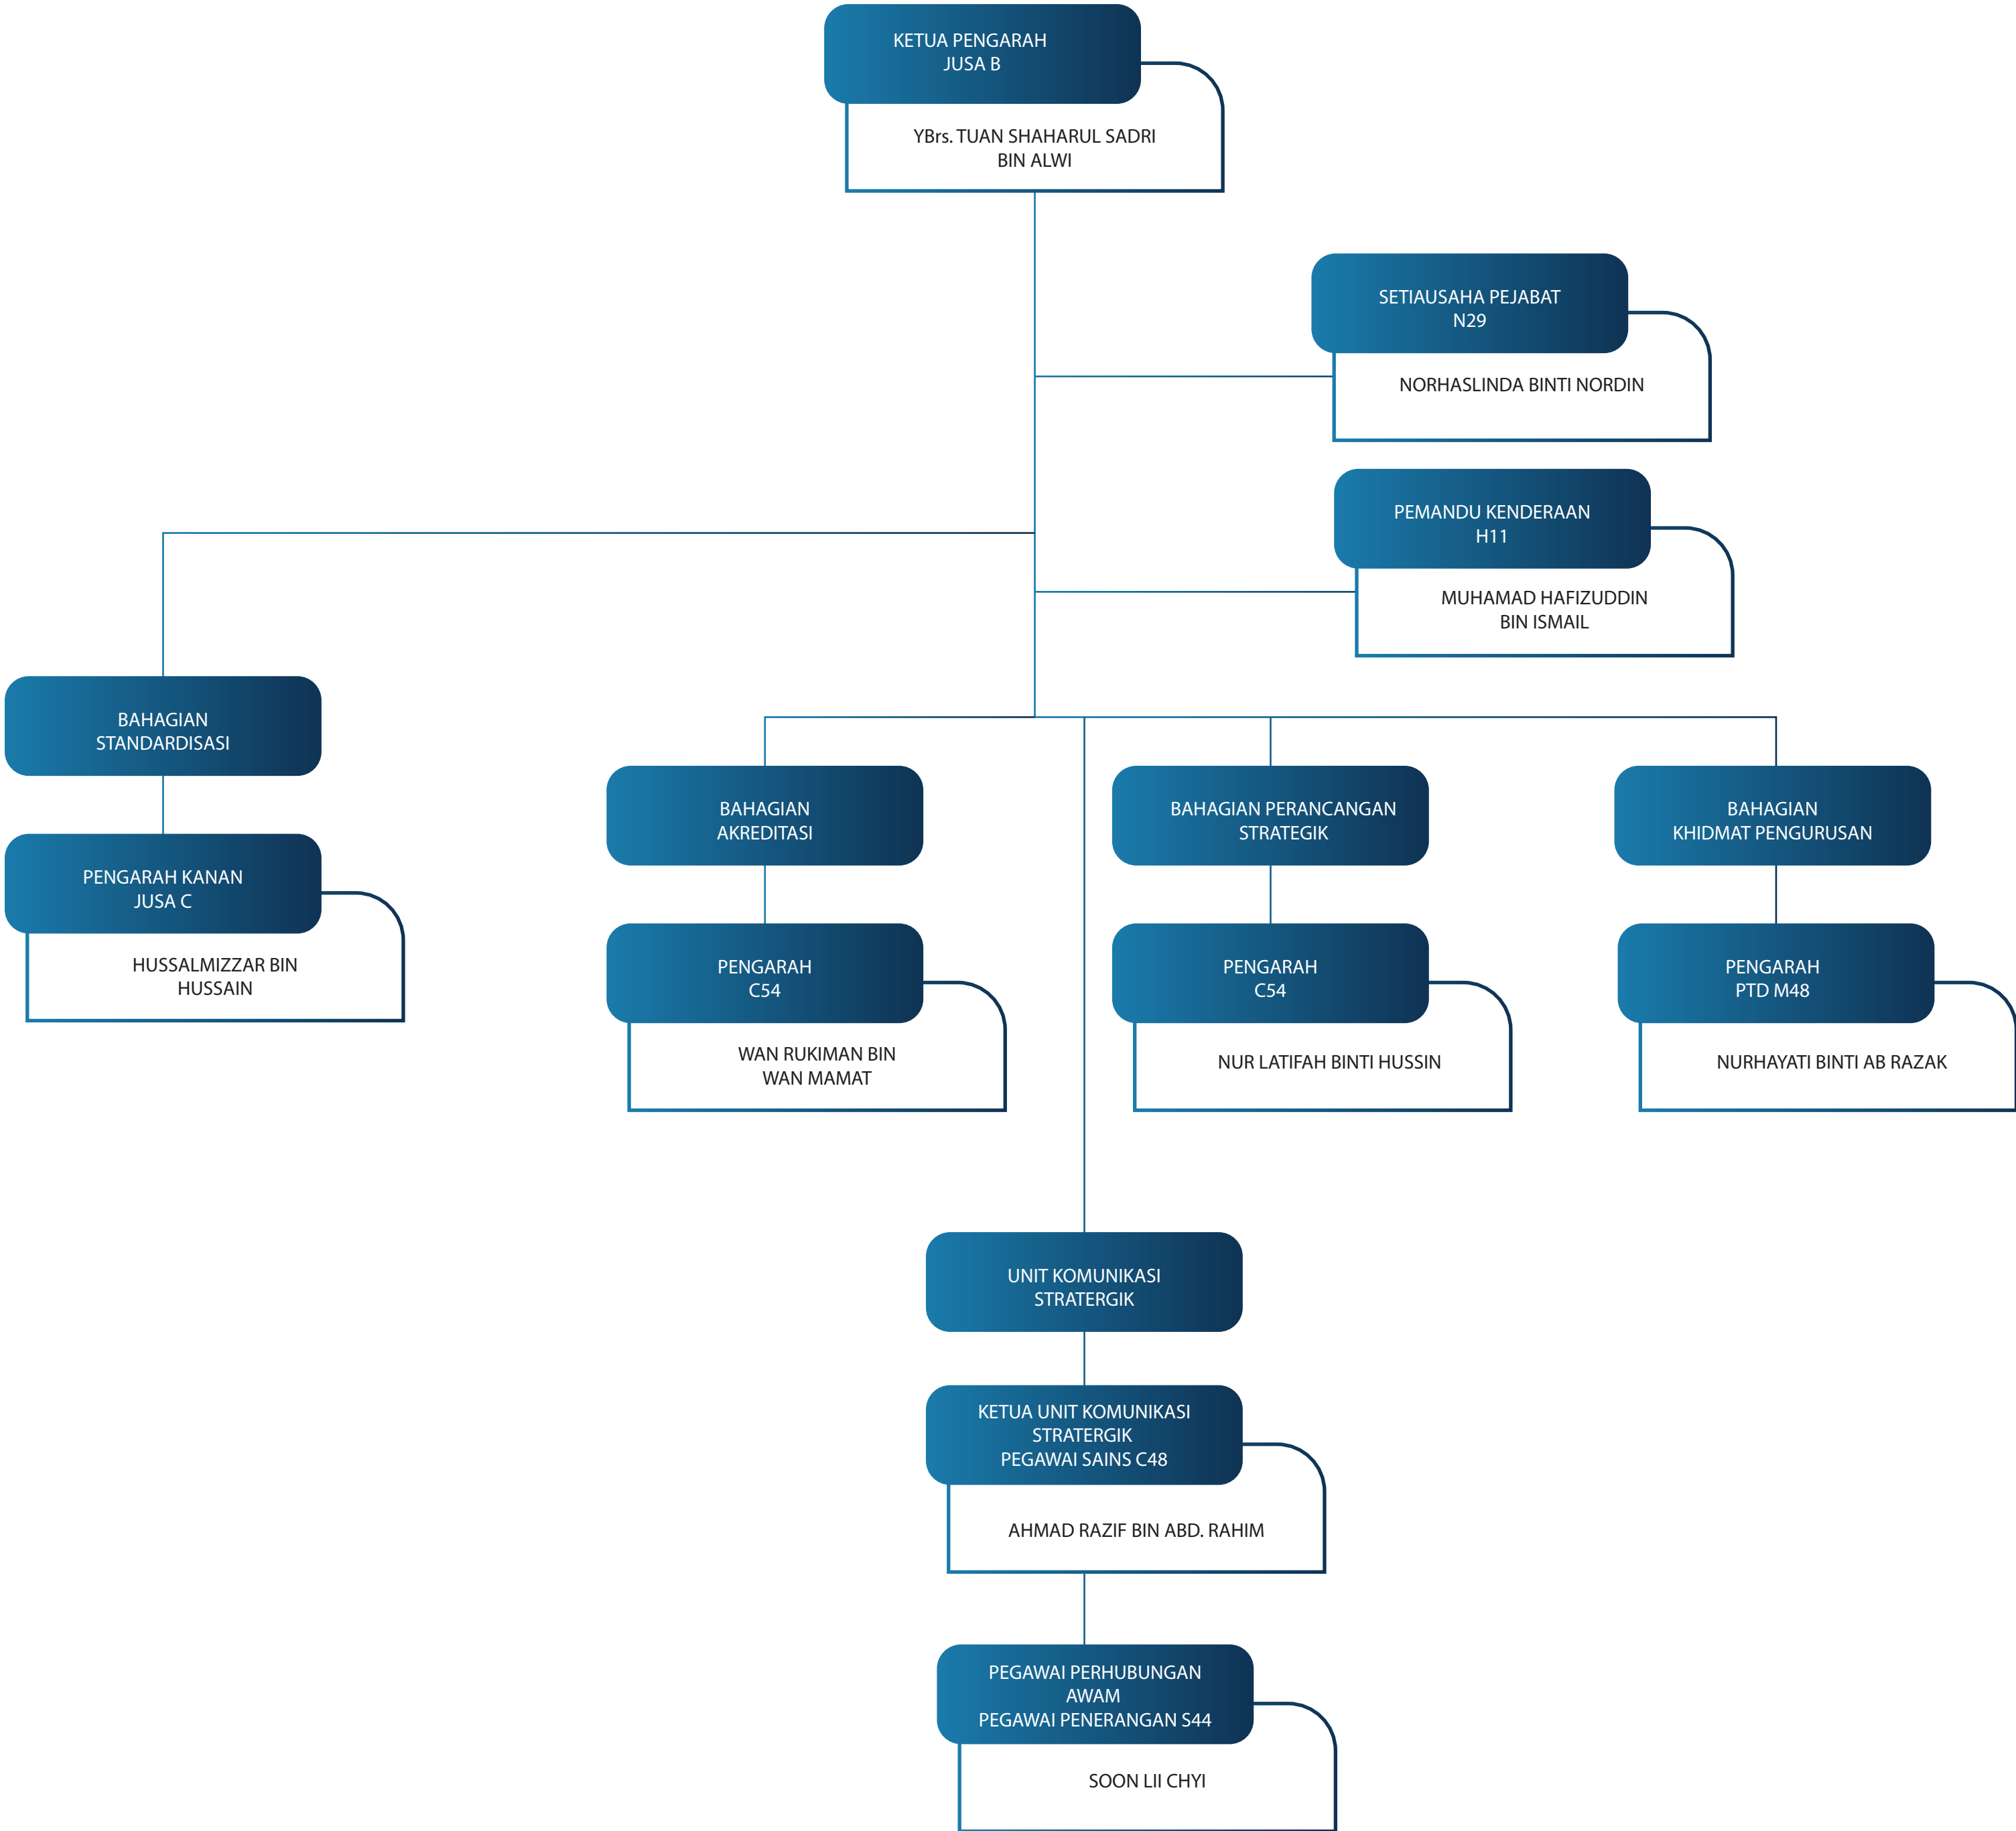 KETUA PENGARAH
JUSA B
YBrs. TUAN SHAHARUL SADRI
BIN ALWI
SETIAUSAHA PEJABAT
N29
NORHASLINDA BINTI NORDIN
PEMANDU KENDERAAN
H11
MUHAMAD HAFIZUDDIN
BIN ISMAIL
BAHAGIAN
STANDARDISASI
PENGARAH KANAN
JUSA C
HUSSALMIZZAR BIN
HUSSAIN
BAHAGIAN
AKREDITASI
PENGARAH
C54
WAN RUKIMAN BIN
WAN MAMAT
BAHAGIAN PERANCANGAN
STRATEGIK
PENGARAH
C54
NUR LATIFAH BINTI HUSSIN
BAHAGIAN
KHIDMAT PENGURUSAN
PENGARAH
PTD M48
NURHAYATI BINTI AB RAZAK
UNIT KOMUNIKASI
STRATERGIK
KETUA UNIT KOMUNIKASI
STRATERGIK
PEGAWAI SAINS C48
AHMAD RAZIF BIN ABD. RAHIM
PEGAWAI PERHUBUNGAN
AWAM
PEGAWAI PENERANGAN S44
SOON LII CHYI